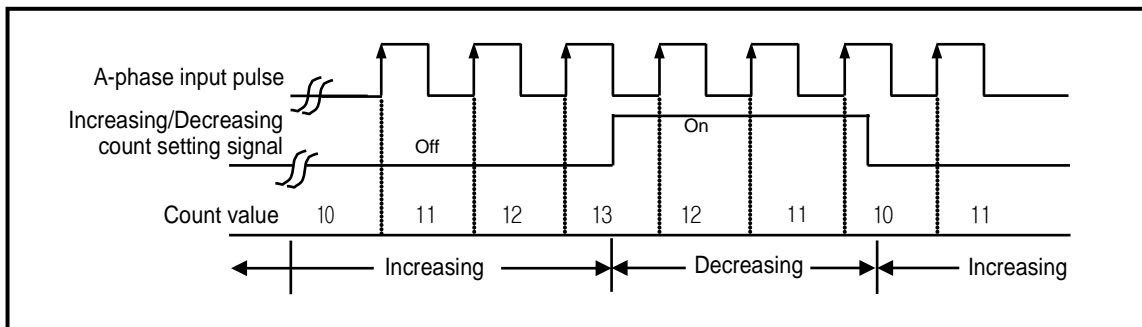 A-phase input pulse
Increasing/Decreasing
count setting signal
Off
On
Count value 10 11 12 13 12 11 10 11
Increasing Decreasing Increasing